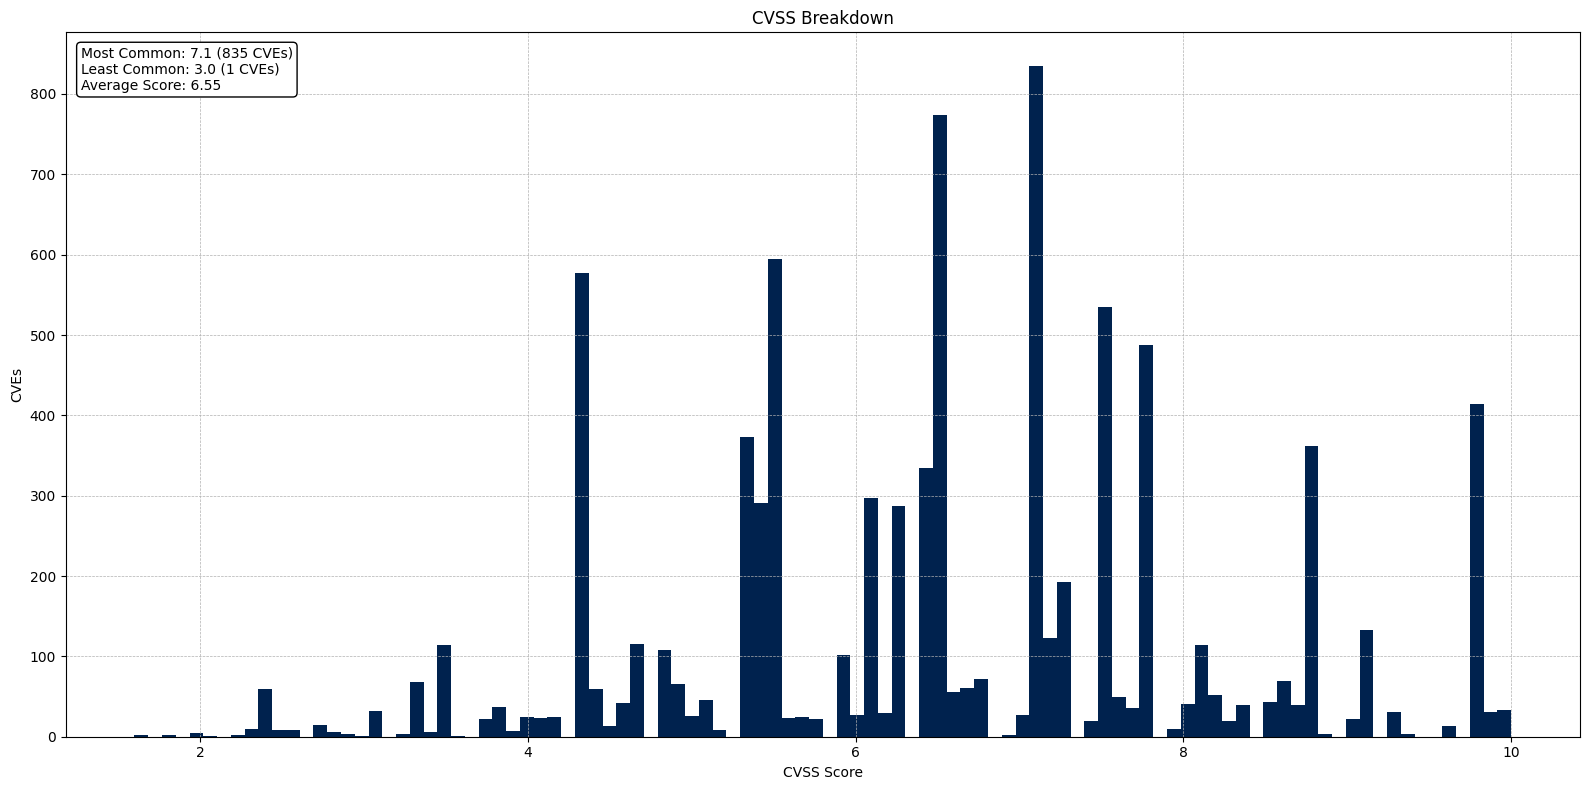 CVSS Breakdown
Most Common: 7.1 (835 CVEs)
Least Common: 3.0 (1 CVEs)
Average Score: 6.55
CVEs
800
700
600
500
400
300
200
100
0
2
4
6
8
10
CVSS Score